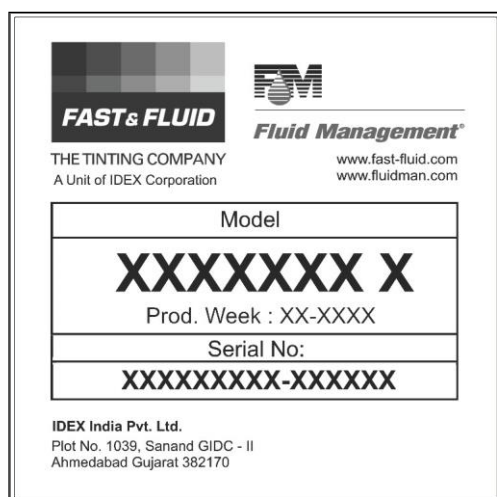 FAST & FLUID
THE TINTING COMPANY
A Unit of IDEX Corporation
FM
Fluid Management®
www.fast-fluid.com
www.fluidman.com
Model
XXXXXXX X
Prod. Week : XX-XXXX
Serial No:
XXXXXXXXX-XXXXXX
IDEX India Pvt. Ltd.
Plot No. 1039, Sanand GIDC - II
Ahmedabad Gujarat 382170